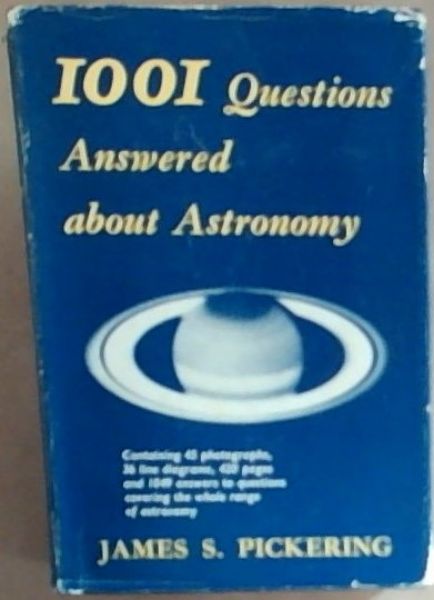 1001 Questions
Answered
about Astronomy
Containing 45 photographs,
36 line diagrams, 420 pages
and 1049 answers to questions
covering the whole range
of astronomy
JAMES S. PICKERING